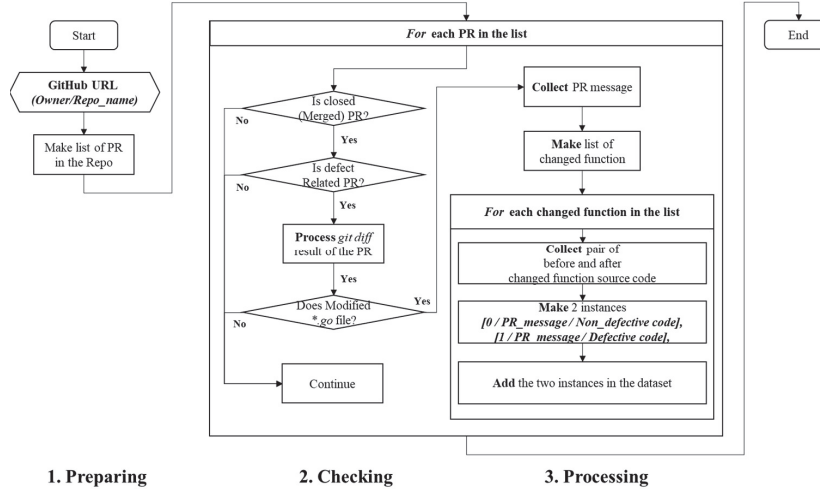 Start
GitHub URL
(Owner/Repo_name)
Make list of PR
in the Repo
For each PR in the list
Is closed
(Merged) PR?
No
Yes
Is defect
Related PR?
No
Yes
Process git diff
result of the PR
Yes
Does Modified
*.go file?
No
Yes
Continue
Collect PR message
Make list of
changed function
For each changed function in the list
Collect pair of
before and after
changed function source code
Make 2 instances
[0 / PR_message / Non_defective code],
[1 / PR_message / Defective code],
Add the two instances in the dataset
End
1. Preparing
2. Checking
3. Processing